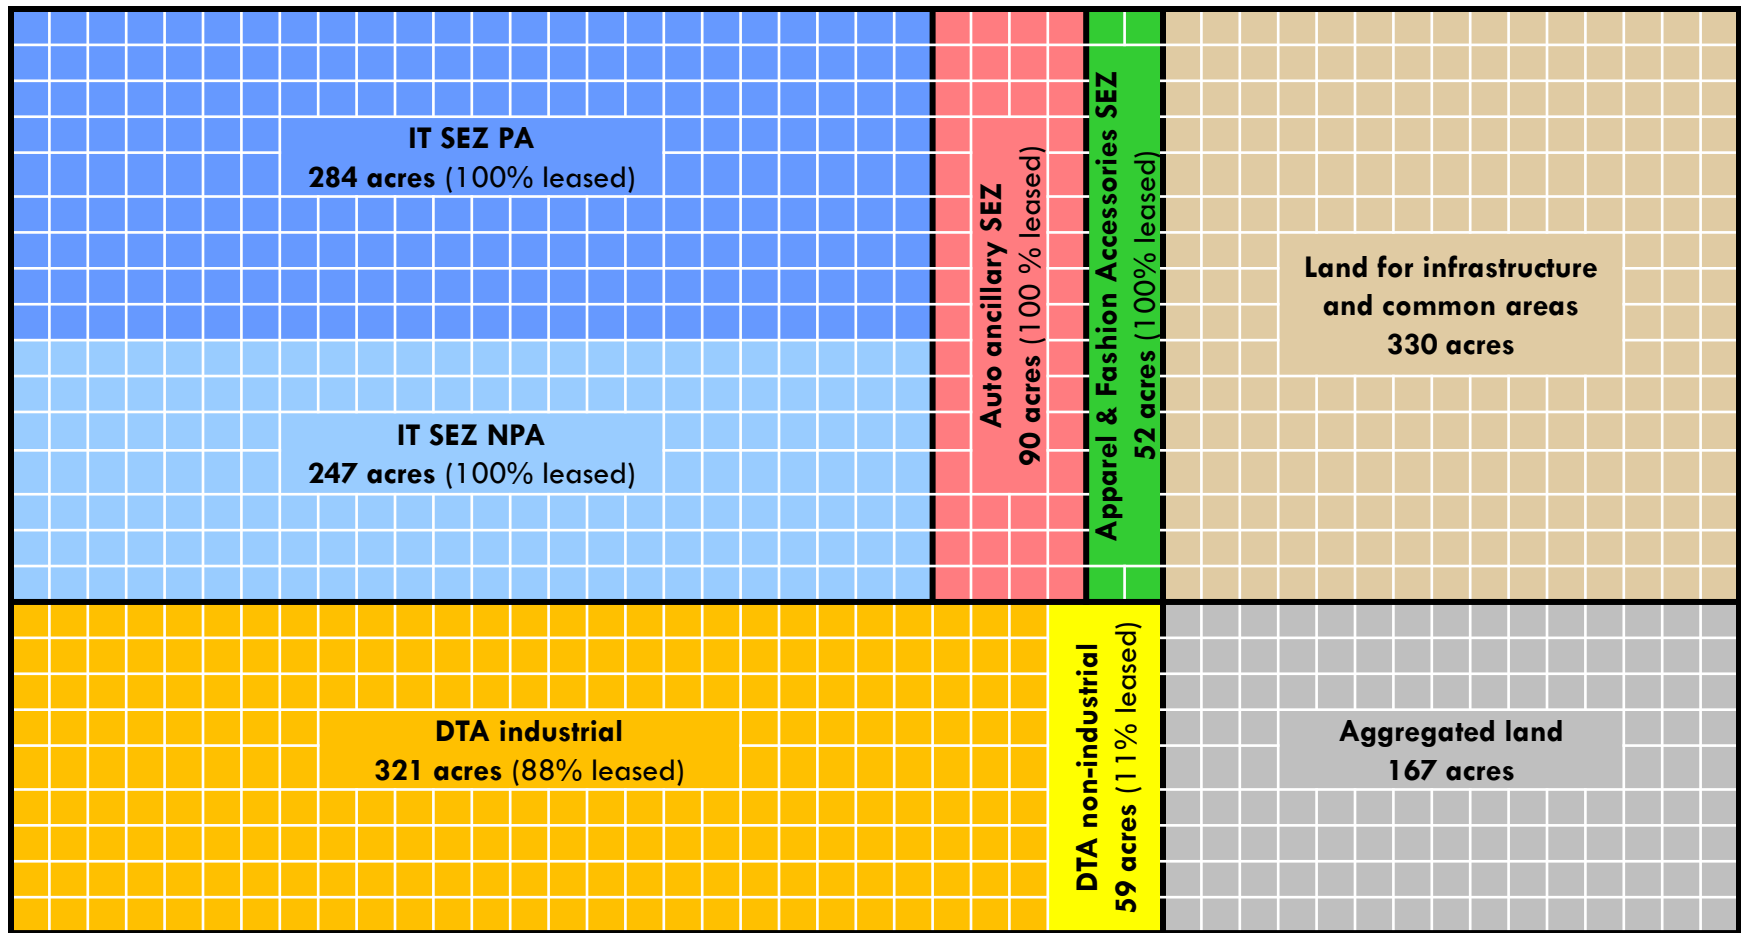 IT SEZ PA
284 acres (100% leased)
IT SEZ NPA
247 acres (100% leased)
Auto ancillary SEZ
90 acres (100 % leased)
Apparel & Fashion Accessories SEZ
52 acres (100% leased)
Land for infrastructure
and common areas
330 acres
DTA industrial
321 acres (88% leased)
DTA non-industrial
59 acres (11% leased)
Aggregated land
167 acres